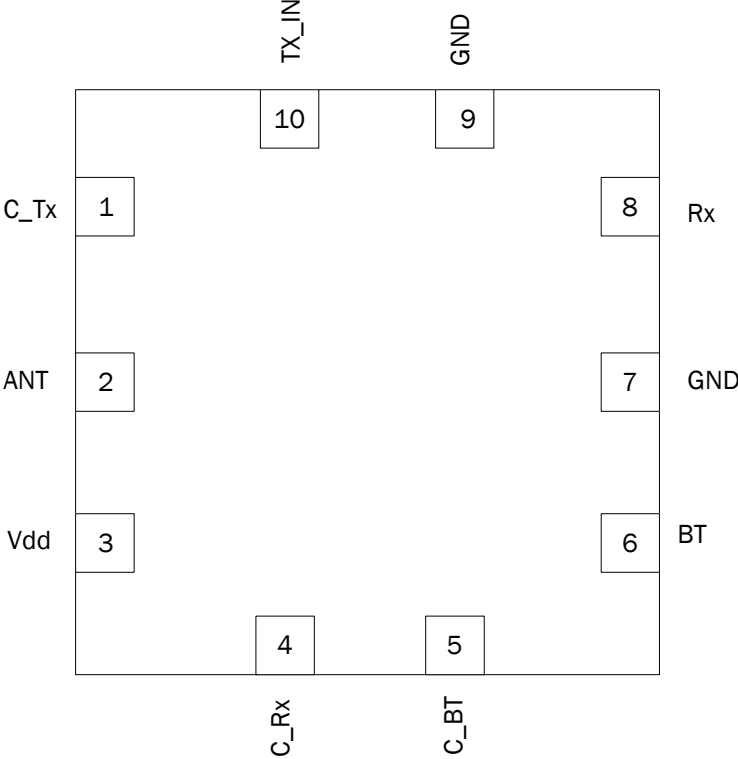 TX_IN
GND
10
9
C_Tx
1
8
Rx
ANT
2
7
GND
Vdd
3
6
BT
4
5
C_Rx
C_BT